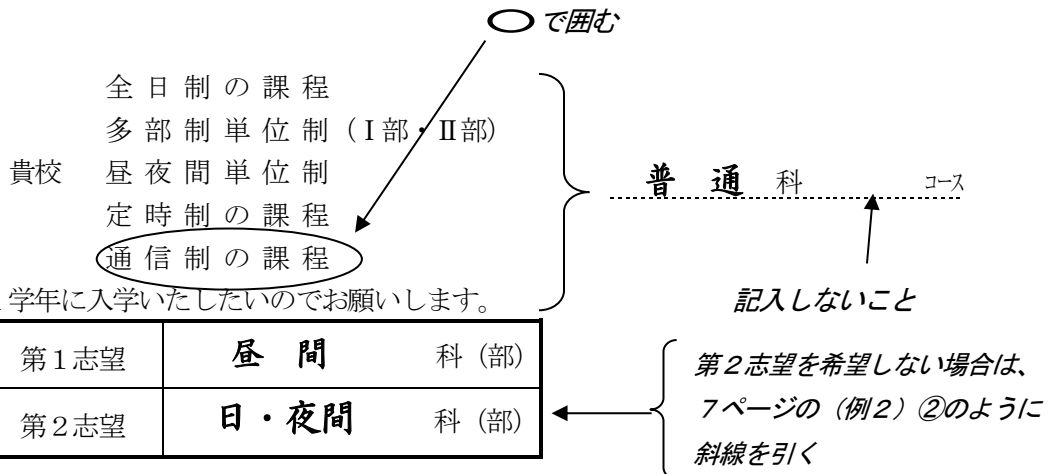 ○で囲む
全日制の課程
多部制単位制（Ⅰ部・Ⅱ部）
貴校 昼夜間単位制
定時制の課程
通信制の課程
普通科 コース
学年に入学いたしたいのでお願いします。
記入しないこと
第１志望 昼間 科（部）
第２志望 日・夜間 科（部）
第２志望を希望しない場合は、
７ページの（例２）②のように
斜線を引く